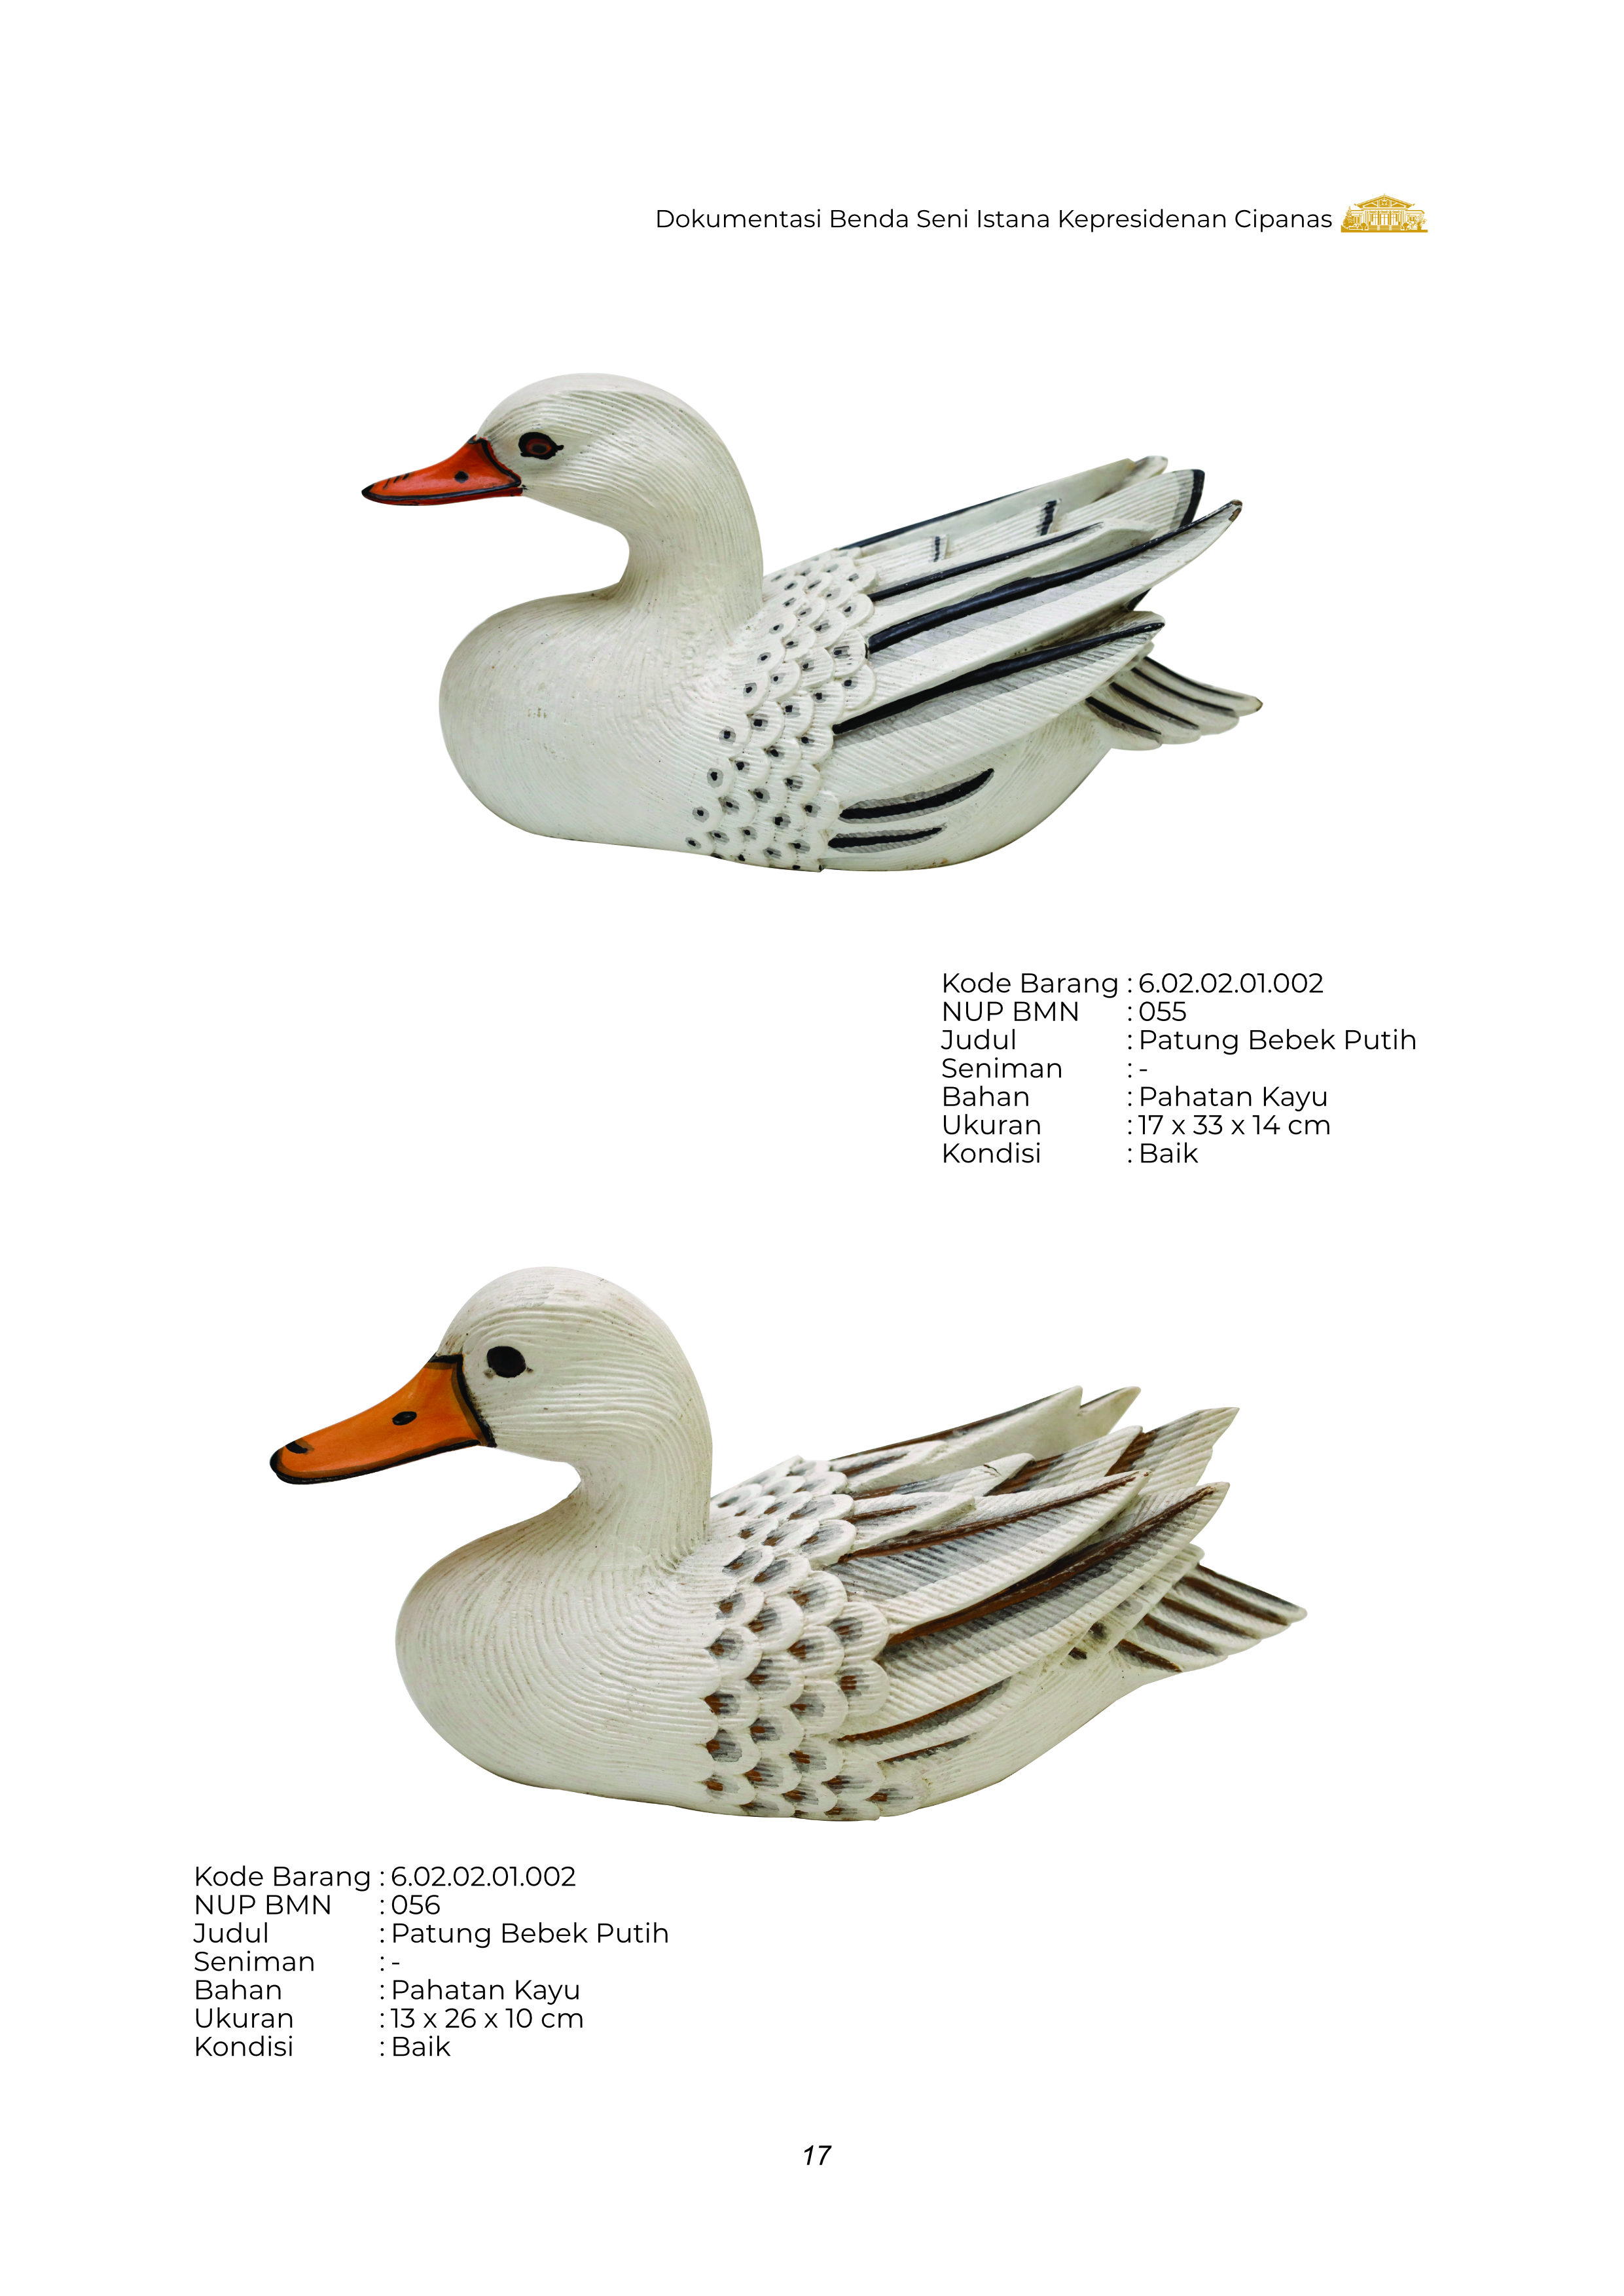 Dokumentasi Benda Seni Istana Kepresidenan Cipanas
Kode Barang : 6.02.02.01.002
NUP BMN : 055
Judul : Patung Bebek Putih
Seniman : -
Bahan : Pahatan Kayu
Ukuran : 17 x 33 x 14 cm
Kondisi : Baik
Kode Barang : 6.02.02.01.002
NUP BMN : 056
Judul : Patung Bebek Putih
Seniman : -
Bahan : Pahatan Kayu
Ukuran : 13 x 26 x 10 cm
Kondisi : Baik
17